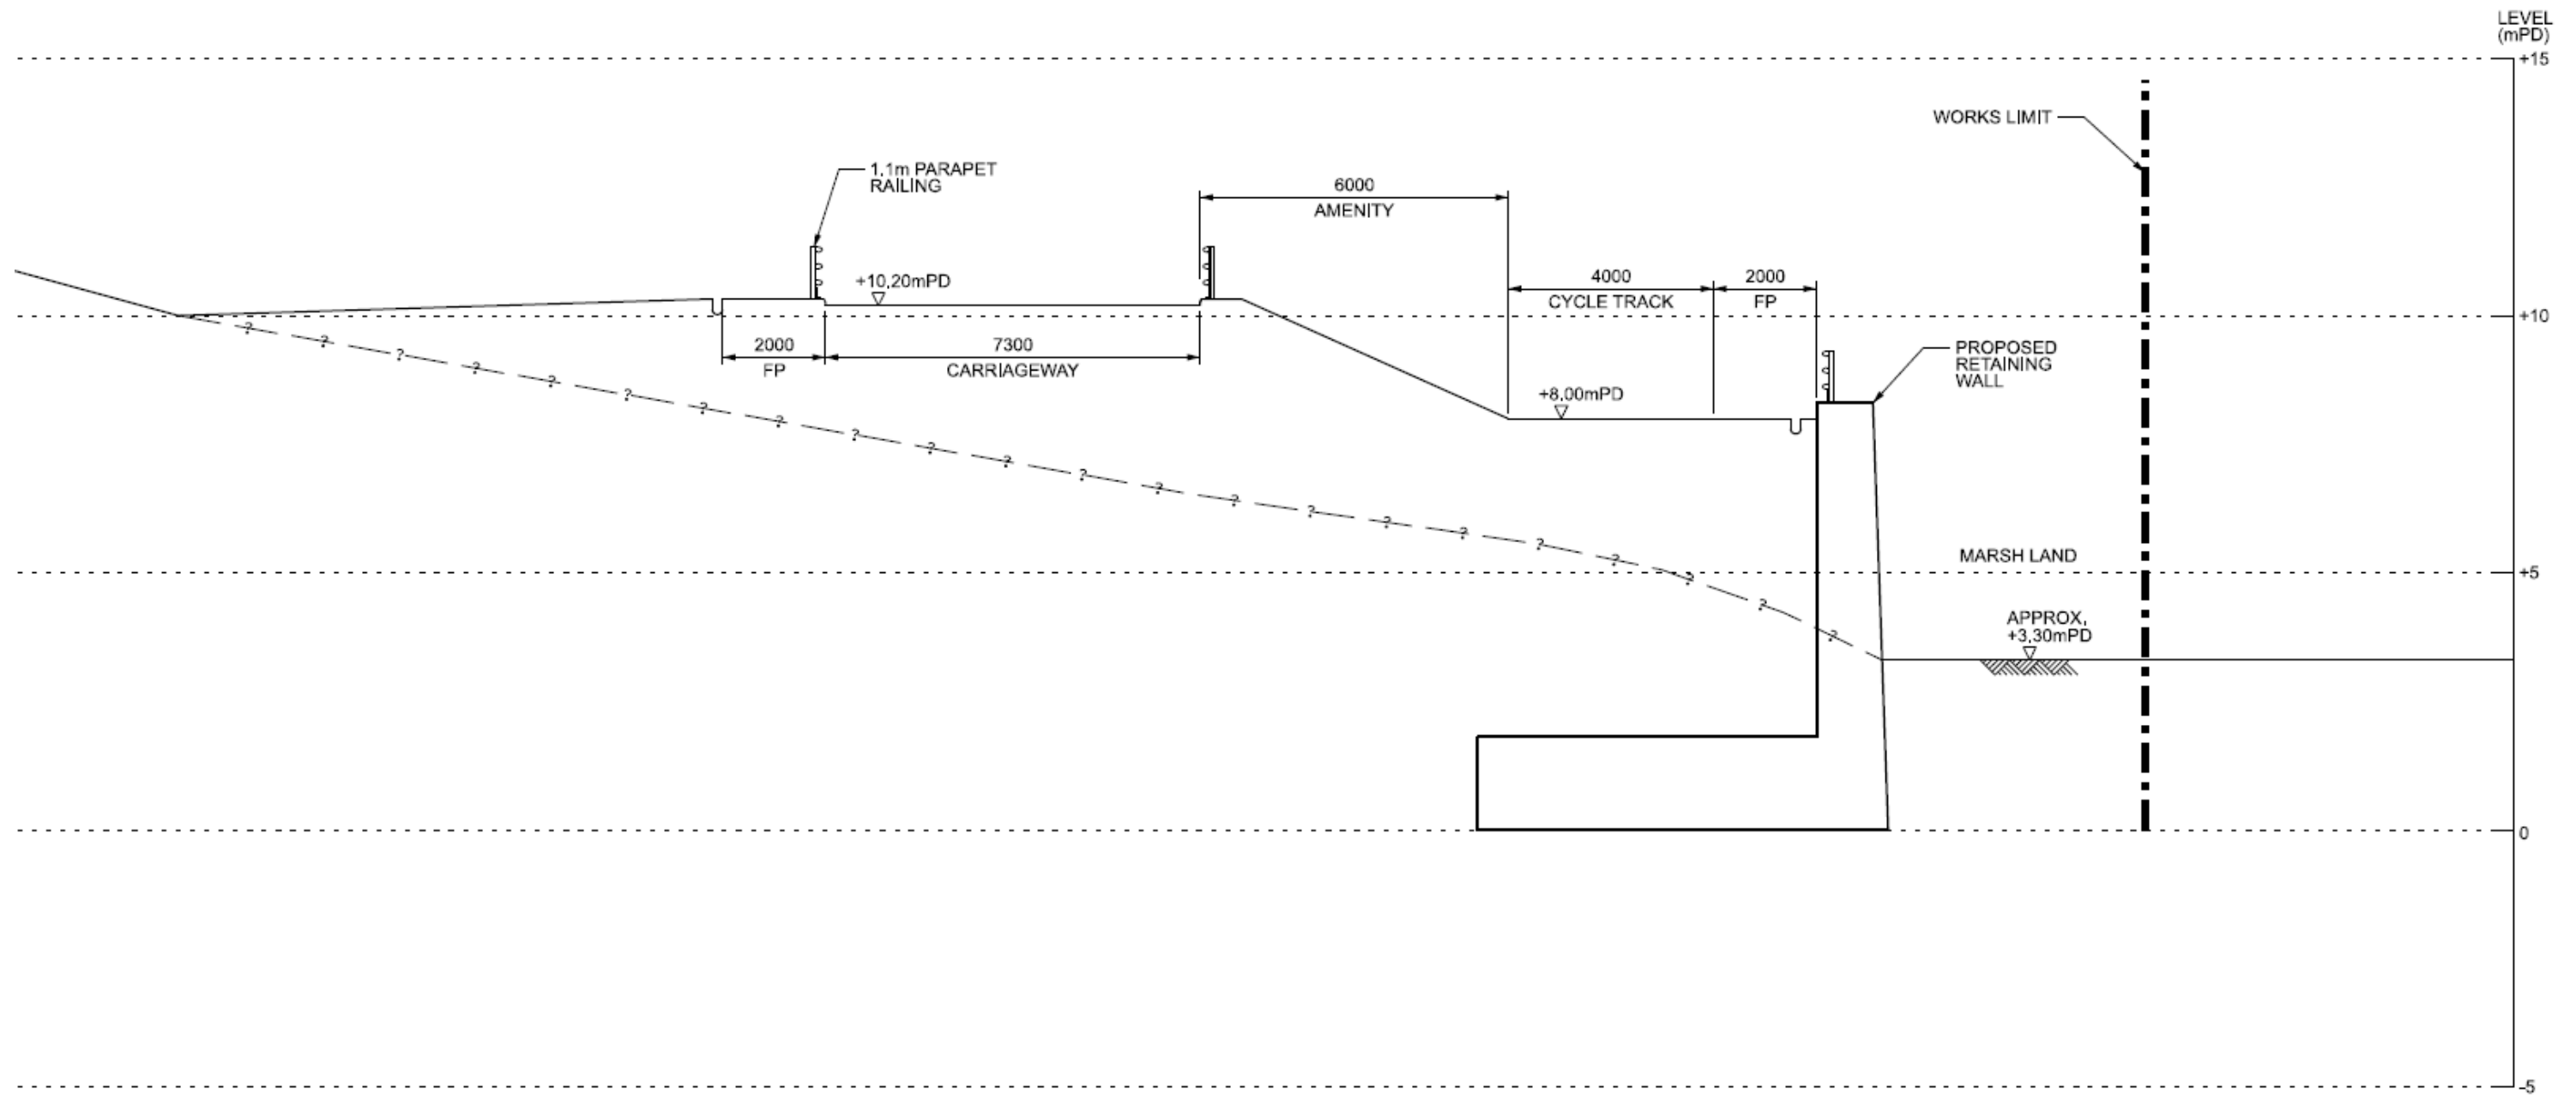 LEVEL
(mPD)
+15
WORKS LIMIT
1.1m PARAPET
RAILING
6000
AMENITY
+10.20mPD
4000
2000
CYCLE TRACK
FP
+10
2000
7300
FP
CARRIAGEWAY
PROPOSED
RETAINING
WALL
+8.00mPD
MARSH LAND
+5
APPROX.
+3.30mPD
0
-5